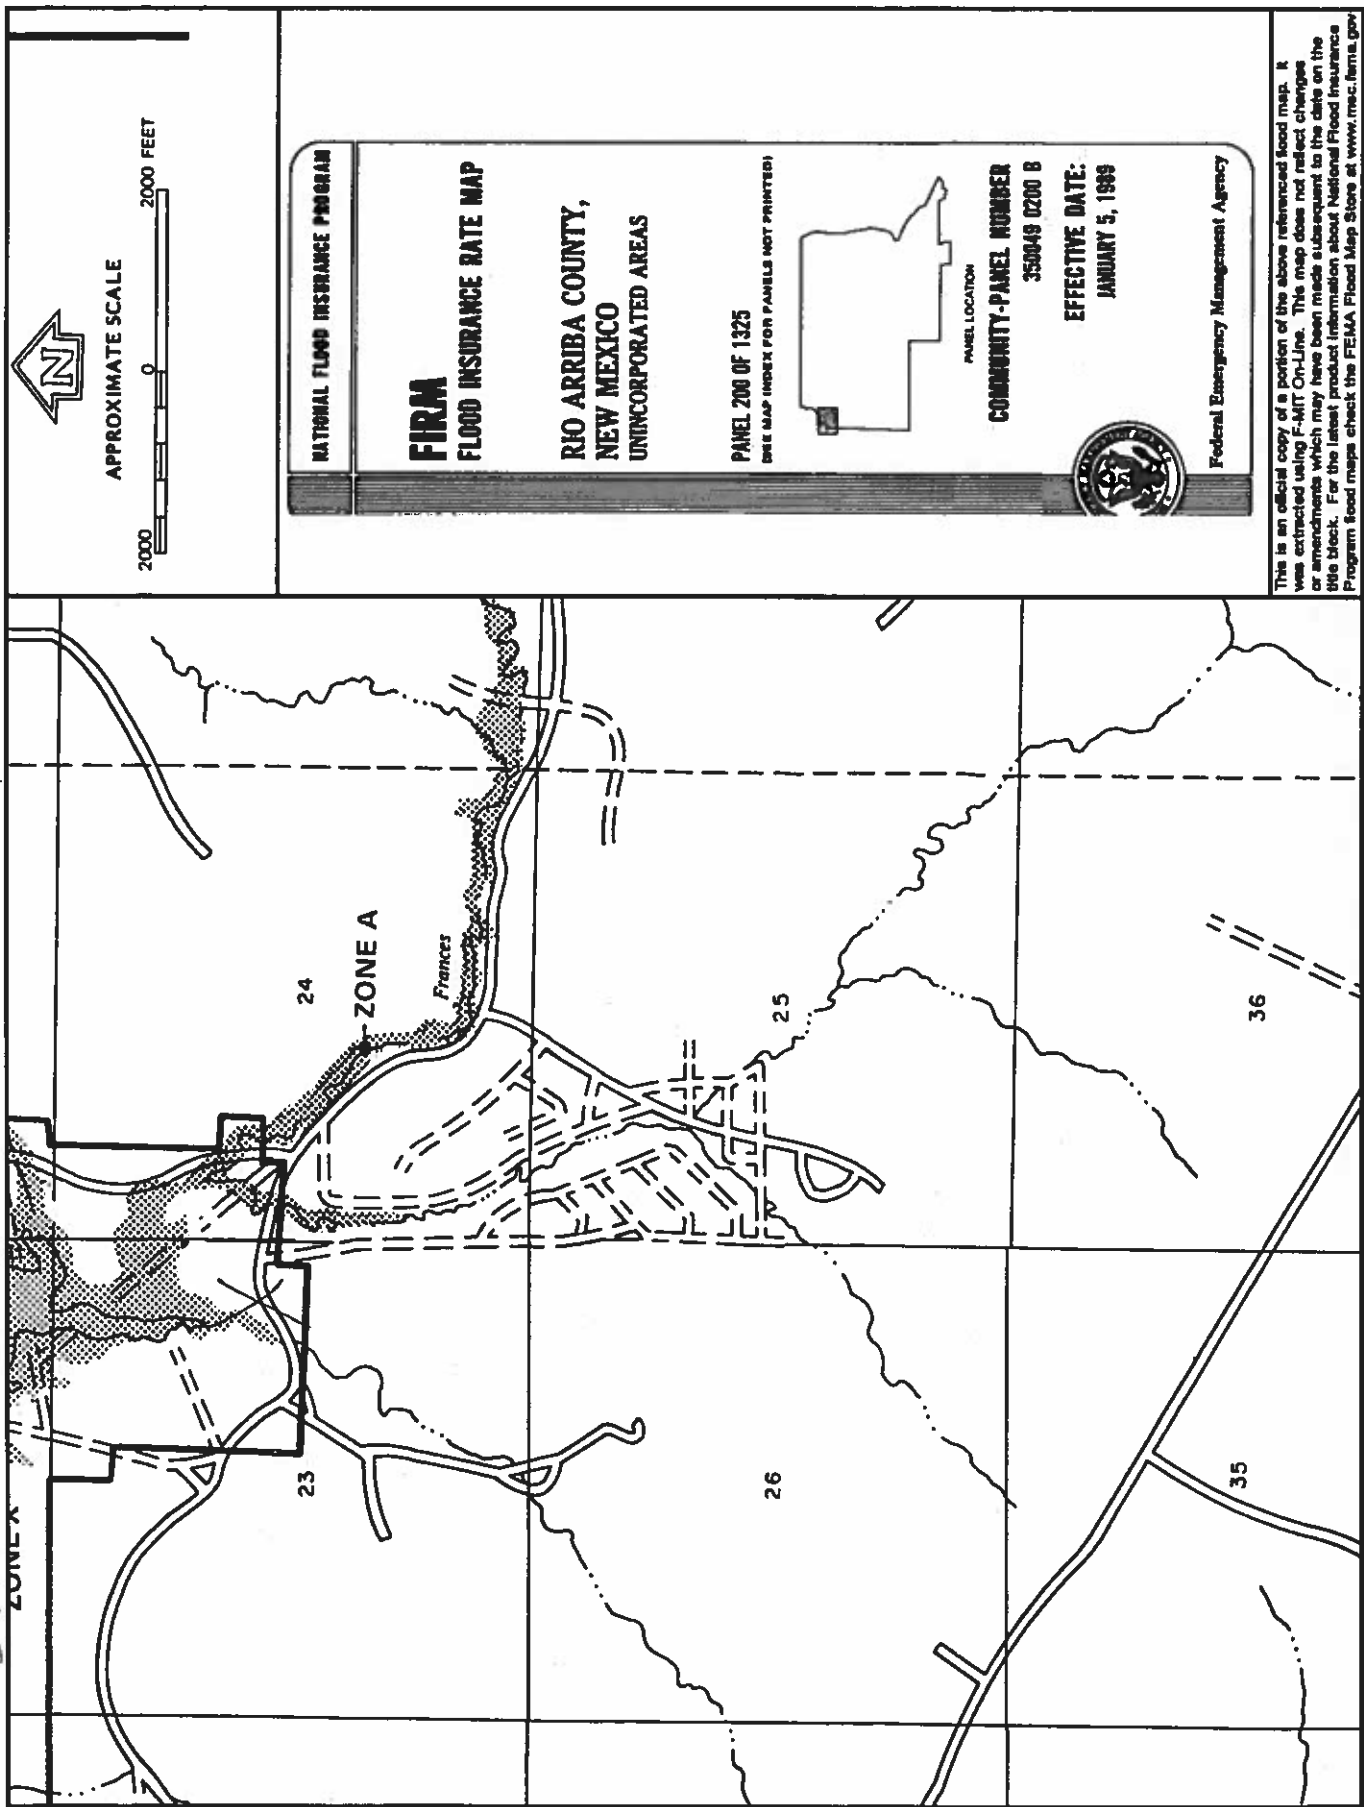 APPROXIMATE SCALE
2000 0 2000 FEET
N
NATIONAL FLOOD INSURANCE PROGRAM
FIRM
FLOOD INSURANCE RATE MAP
RIO ARRIBA COUNTY,
NEW MEXICO
UNINCORPORATED AREAS
PANEL 200 OF 1325
(SEE MAP INDEX FOR PANELS NOT PRINTED)
PANEL LOCATION
COMMUNITY-PANEL NUMBER
350049 0200 B
EFFECTIVE DATE:
JANUARY 5, 1989
Federal Emergency Management Agency
This is an official copy of a portion of the above referenced flood map. It
was extracted using F-MIT On-Line. This map does not reflect changes
or amendments which may have been made subsequent to the date on the
title block. For the latest product information about National Flood Insurance
Program flood maps check the FEMA Flood Map Store at www.msc.fema.gov
ZONE X
23
24
ZONE A
Frances
26
25
35
36